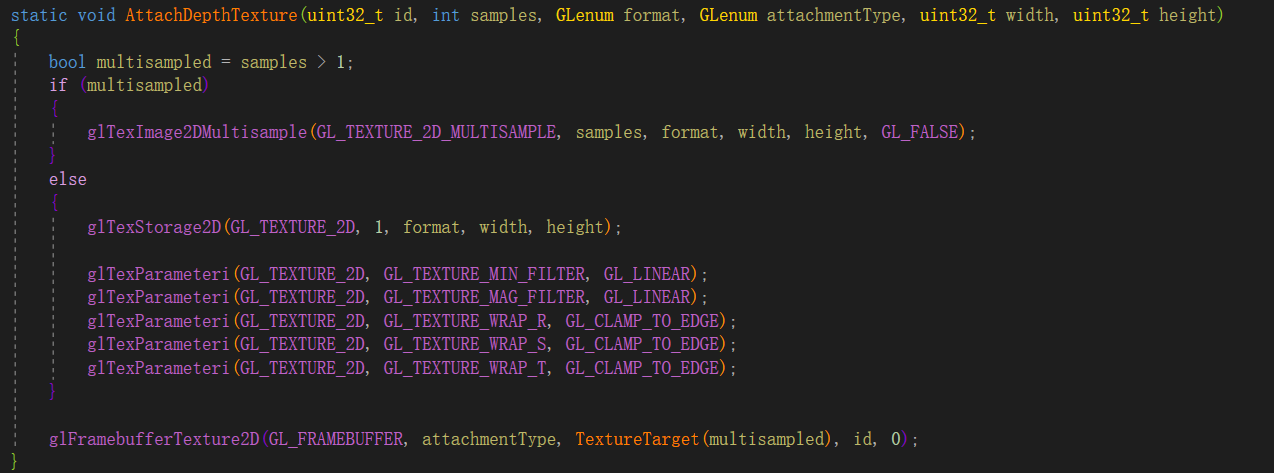 static void AttachDepthTexture(uint32_t id, int samples, GLenum format, GLenum attachmentType, uint32_t width, uint32_t height)
{
    bool multisampled = samples > 1;
    if (multisampled)
    {
        glTexImage2DMultisample(GL_TEXTURE_2D_MULTISAMPLE, samples, format, width, height, GL_FALSE);
    }
    else
    {
        glTexStorage2D(GL_TEXTURE_2D, 1, format, width, height);

        glTexParameteri(GL_TEXTURE_2D, GL_TEXTURE_MIN_FILTER, GL_LINEAR);
        glTexParameteri(GL_TEXTURE_2D, GL_TEXTURE_MAG_FILTER, GL_LINEAR);
        glTexParameteri(GL_TEXTURE_2D, GL_TEXTURE_WRAP_R, GL_CLAMP_TO_EDGE);
        glTexParameteri(GL_TEXTURE_2D, GL_TEXTURE_WRAP_S, GL_CLAMP_TO_EDGE);
        glTexParameteri(GL_TEXTURE_2D, GL_TEXTURE_WRAP_T, GL_CLAMP_TO_EDGE);
    }

    glFramebufferTexture2D(GL_FRAMEBUFFER, attachmentType, TextureTarget(multisampled), id, 0);
}